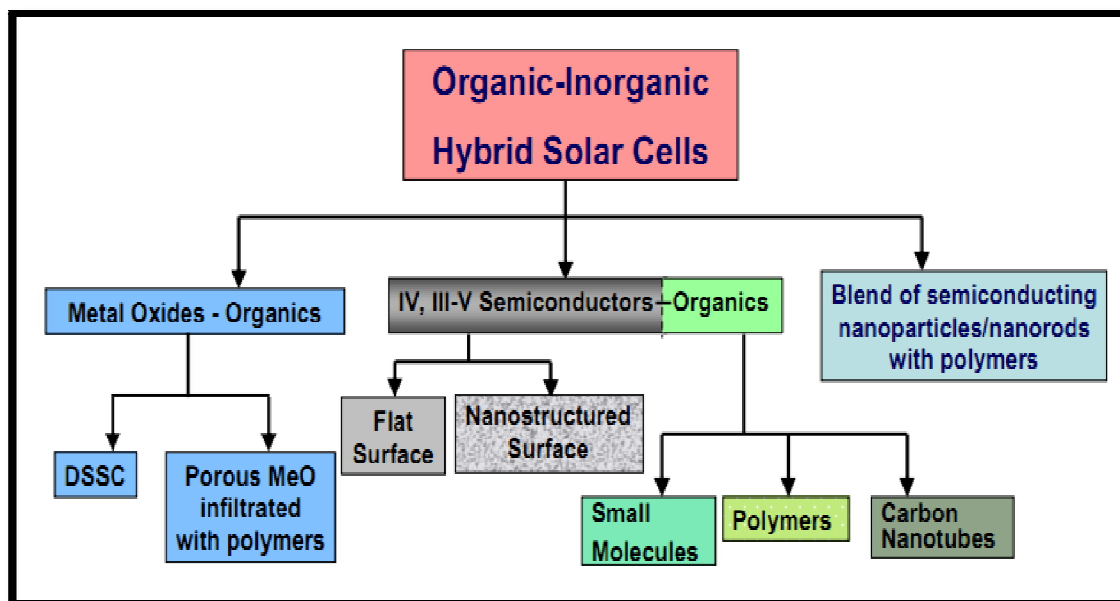 Organic-Inorganic
Hybrid Solar Cells
Metal Oxides - Organics
IV, III-V Semiconductors–Organics
Blend of semiconducting
nanoparticles/nanorods
with polymers
DSSC
Porous MeO
infiltrated
with polymers
Flat
Surface
Nanostructured
Surface
Small
Molecules
Polymers
Carbon
Nanotubes